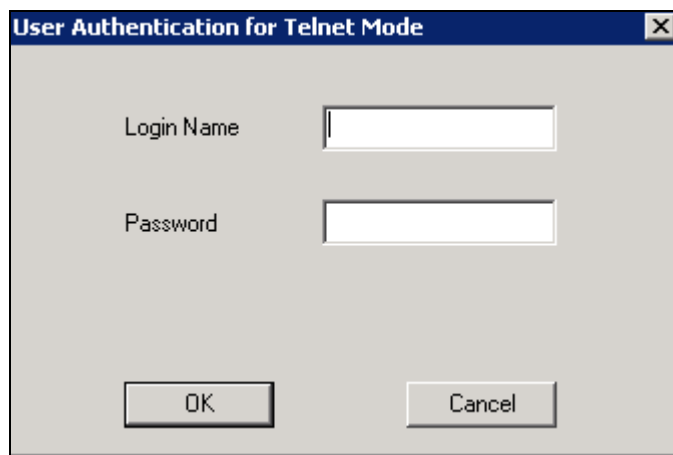 User Authentication for Telnet Mode
Login Name
Password
OK
Cancel